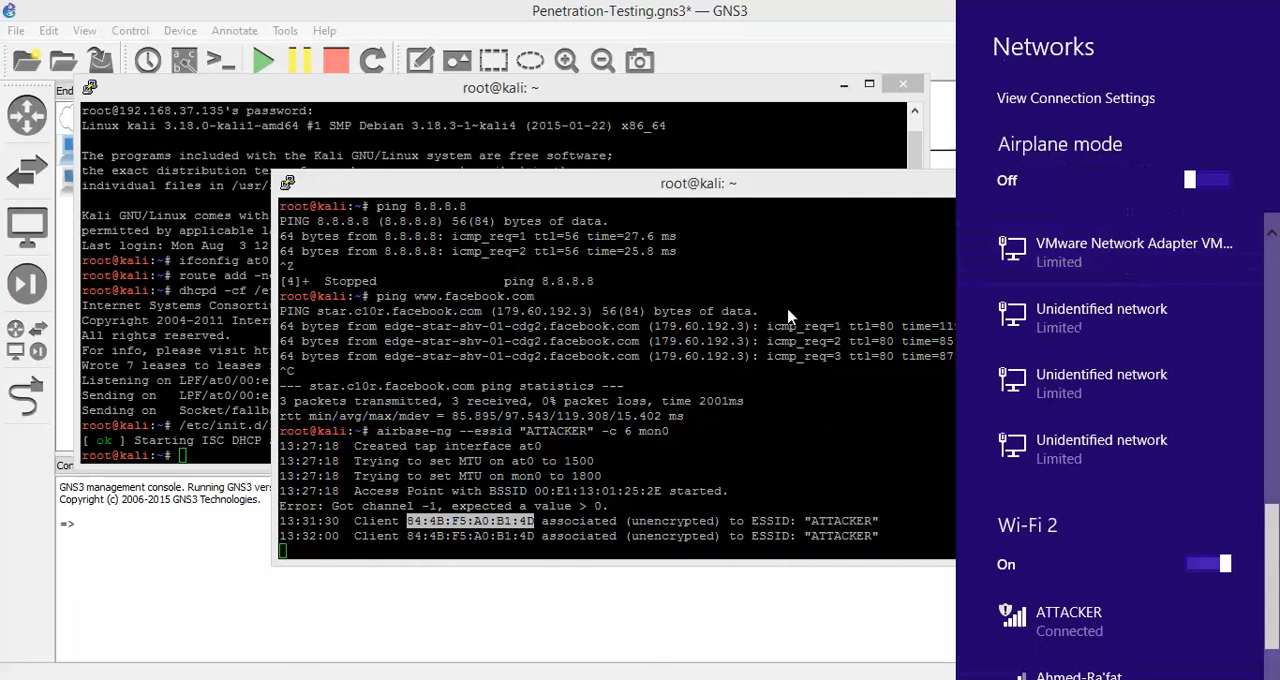 Penetration-Testing.gns3* — GNS3
File Edit View Control Device Annotate Tools Help
End
root@kali: ~
root@192.168.37.135's password:
Linux kali 3.18.0-kali1-amd64 #1 SMP Debian 3.18.3-1~kali4 (2015-01-22) x86_64
The programs included with the Kali GNU/Linux system are free software;
the exact distribution
individual files in /usr/
Kali GNU/Linux comes with
permitted by applicable la
Last login: Mon Aug  3 12
root@kali:~# ifconfig at0
root@kali:~# route add -ne
root@kali:~# dhcpd -cf /e
Internet Systems Consorti
Copyright 2004-2011 Inter
All rights reserved.
For info, please visit ht
Wrote 7 leases to leases
Listening on LPF/at0/00:e
Sending on   LPF/at0/00:e
Sending on   Socket/fallba
root@kali:~# /etc/init.d/
[ ok ] Starting ISC DHCP
root@kali:~#
root@kali: ~
root@kali:~# ping 8.8.8.8
PING 8.8.8.8 (8.8.8.8) 56(84) bytes of data.
64 bytes from 8.8.8.8: icmp_req=1 ttl=56 time=27.6 ms
64 bytes from 8.8.8.8: icmp_req=2 ttl=56 time=25.8 ms
^Z
[4]+  Stopped                 ping 8.8.8.8
root@kali:~# ping www.facebook.com
PING star.c10r.facebook.com (179.60.192.3) 56(84) bytes of data.
64 bytes from edge-star-shv-01-cdg2.facebook.com (179.60.192.3): icmp_req=1 ttl=80 time=11
64 bytes from edge-star-shv-01-cdg2.facebook.com (179.60.192.3): icmp_req=2 ttl=80 time=85
64 bytes from edge-star-shv-01-cdg2.facebook.com (179.60.192.3): icmp_req=3 ttl=80 time=87
^C
--- star.c10r.facebook.com ping statistics ---
3 packets transmitted, 3 received, 0% packet loss, time 2001ms
rtt min/avg/max/mdev = 85.895/97.543/119.308/15.402 ms
root@kali:~# airbase-ng --essid "ATTACKER" -c 6 mon0
13:27:18  Created tap interface at0
13:27:18  Trying to set MTU on at0 to 1500
13:27:18  Trying to set MTU on mon0 to 1800
13:27:18  Access Point with BSSID 00:E1:13:01:25:2E started.
Error: Got channel -1, expected a value > 0.
13:31:30  Client 84:4B:F5:A0:B1:4D associated (unencrypted) to ESSID: "ATTACKER"
13:32:00  Client 84:4B:F5:A0:B1:4D associated (unencrypted) to ESSID: "ATTACKER"
Con
GNS3 management console. Running GNS3 ver
Copyright (c) 2006-2015 GNS3 Technologies.
=>
Networks
View Connection Settings
Airplane mode
Off
VMware Network Adapter VM...
Limited
Unidentified network
Limited
Unidentified network
Limited
Unidentified network
Limited
Wi-Fi 2
On
ATTACKER
Connected
Ahmed-Ra'fat